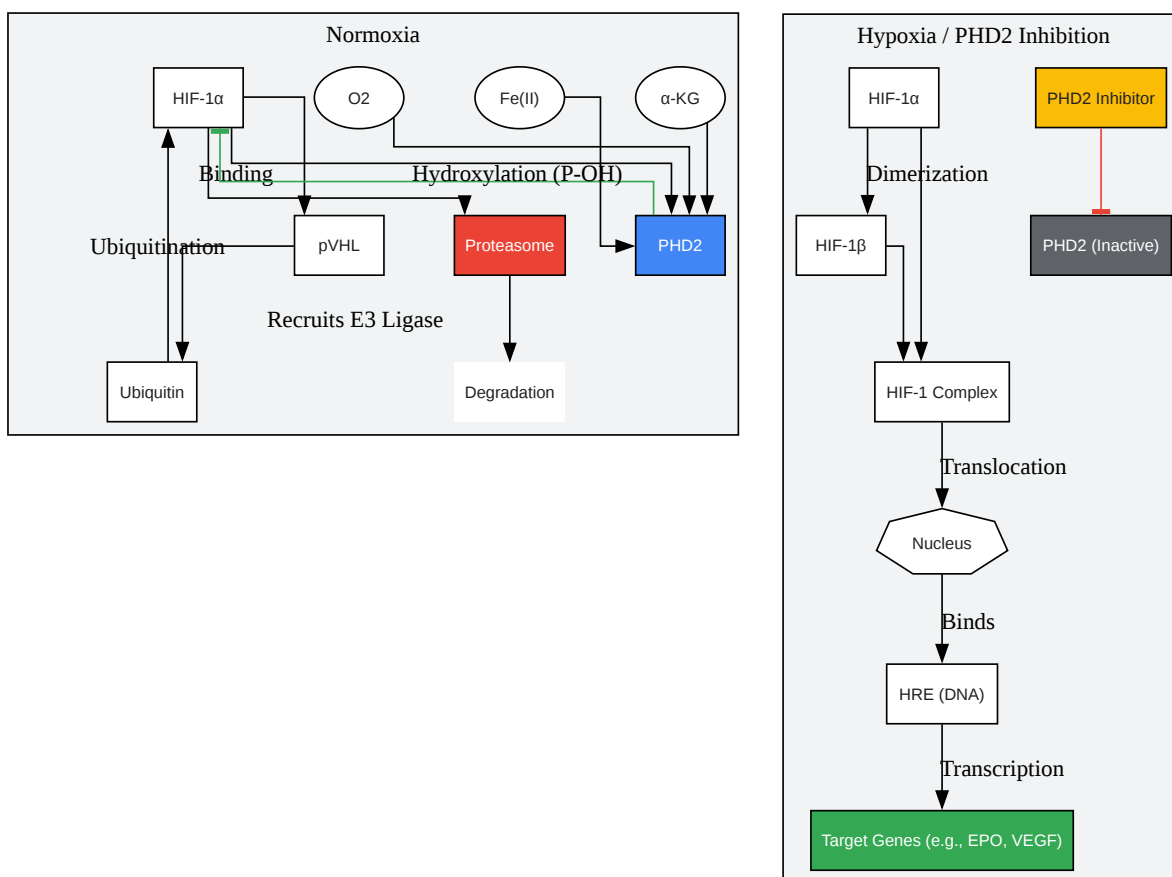 Normoxia
HIF-1α
O2
Fe(II)
α-KG
Binding
Hydroxylation (P-OH)
Ubiquitination
pVHL
Proteasome
PHD2
Recruits E3 Ligase
Ubiquitin
Degradation
Hypoxia / PHD2 Inhibition
HIF-1α
PHD2 Inhibitor
Dimerization
HIF-1β
PHD2 (Inactive)
HIF-1 Complex
Translocation
Nucleus
Binds
HRE (DNA)
Transcription
Target Genes (e.g., EPO, VEGF)